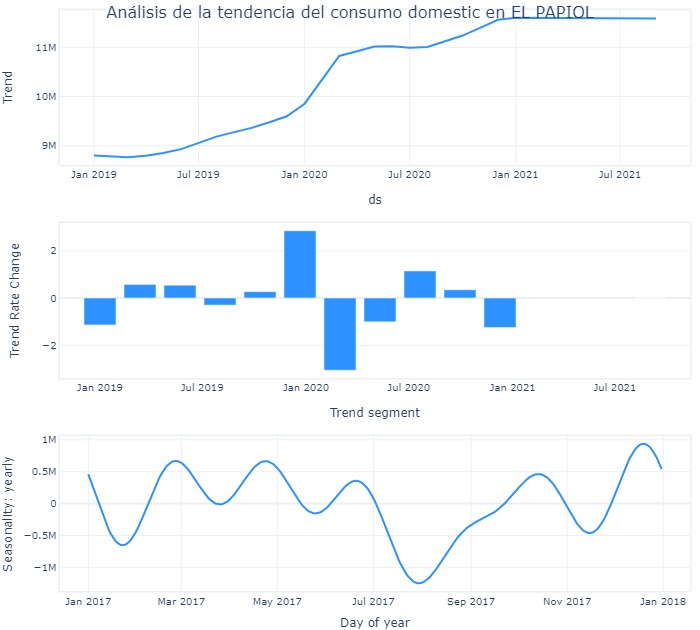 Análisis de la tendencia del consumo domestic en EL PAPIOL
11M
10M
9M
Trend
Jan 2019 Jul 2019 Jan 2020 Jul 2020 Jan 2021 Jul 2021
ds
2
0
−2
Trend Rate Change
Jan 2019 Jul 2019 Jan 2020 Jul 2020 Jan 2021 Jul 2021
Trend segment
1M
0.5M
0
−0.5M
−1M
Seasonality: yearly
Jan 2017 Mar 2017 May 2017 Jul 2017 Sep 2017 Nov 2017 Jan 2018
Day of year